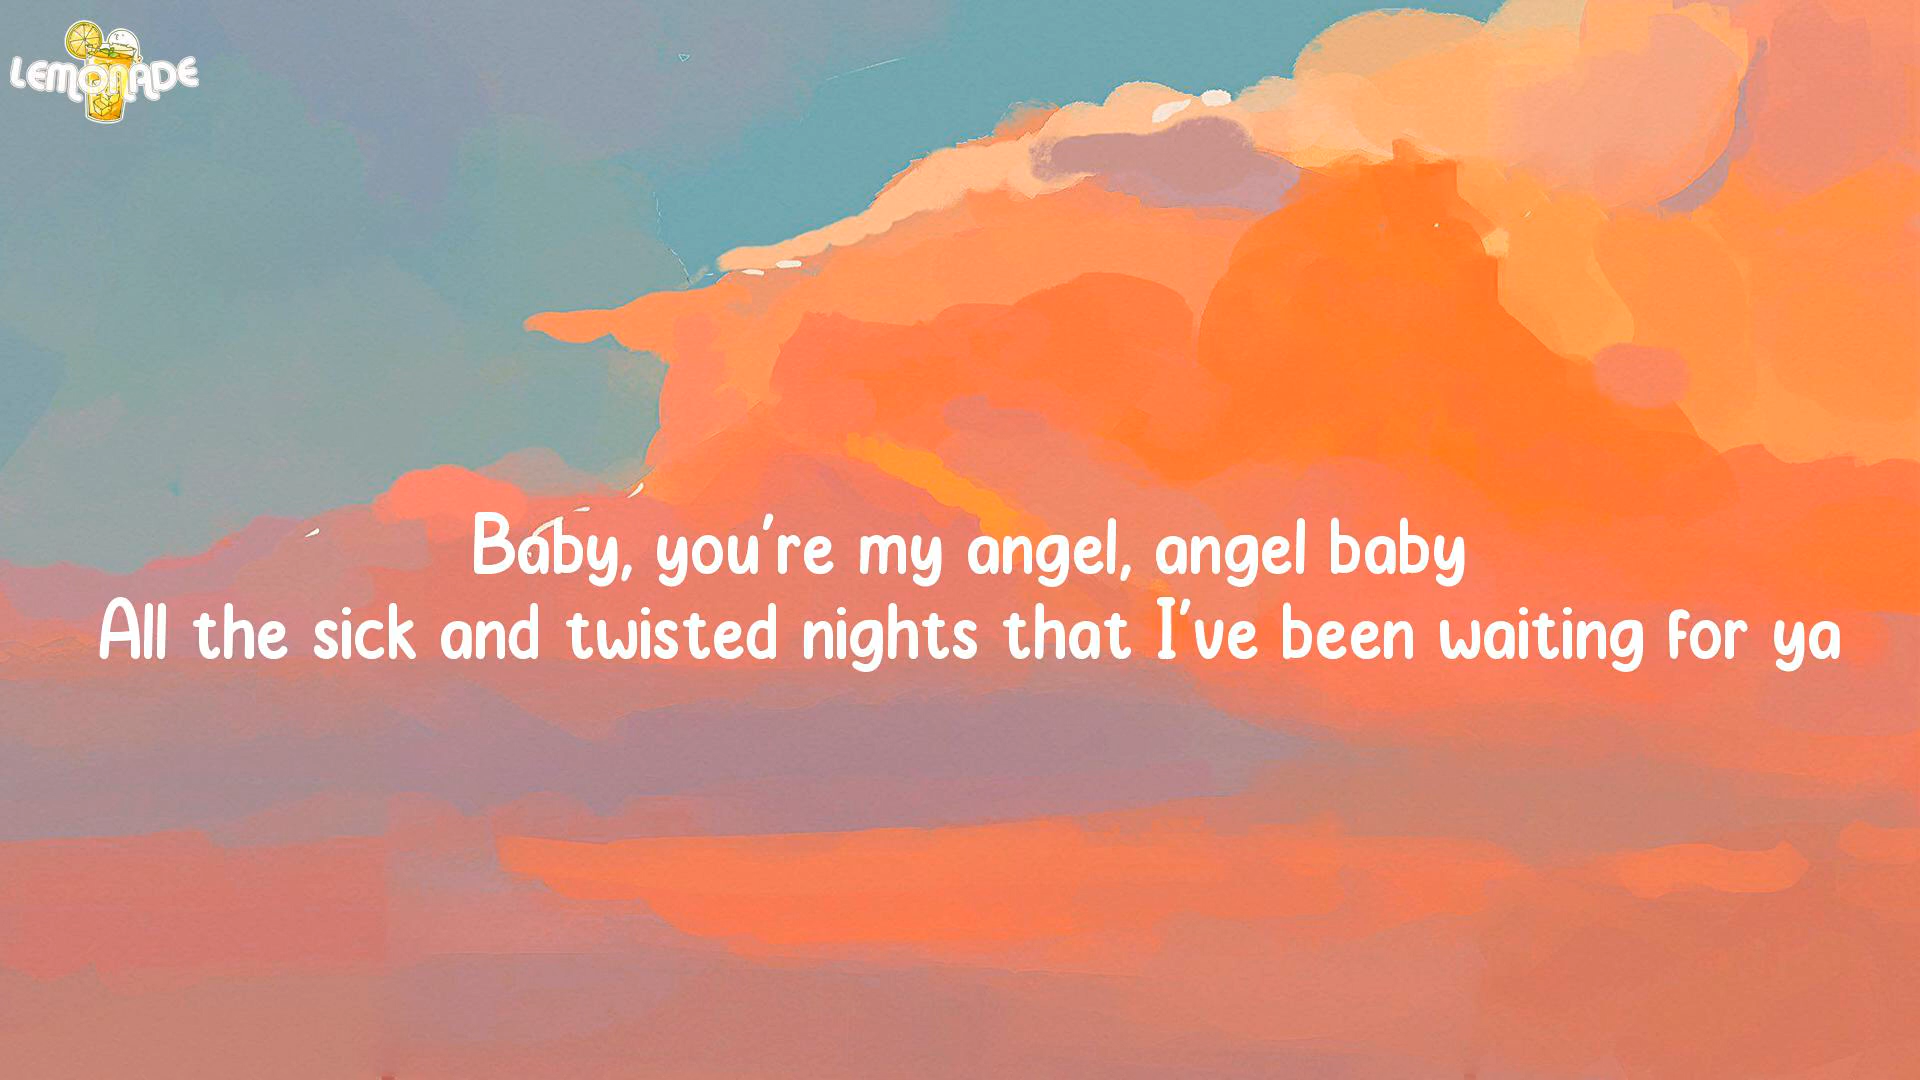 LEMONADE
Baby, you're my angel, angel baby
All the sick and twisted nights that I've been waiting for ya